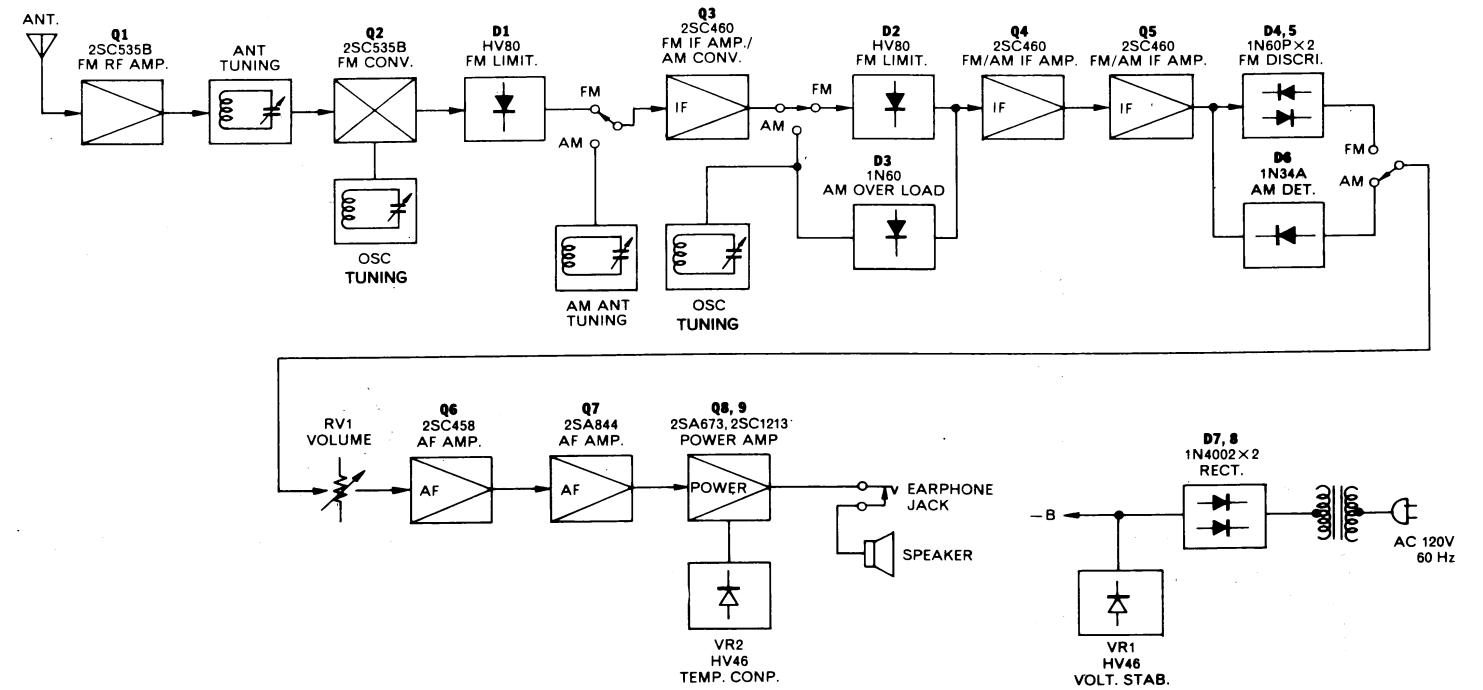 ANT.
Q1
2SC535B
FM RF AMP.
ANT
TUNING
Q2
2SC535B
FM CONV.
OSC
TUNING
D1
HV80
FM LIMIT.
FM
AM
AM ANT
TUNING
Q3
2SC460
FM IF AMP./
AM CONV.
IF
FM
AM
OSC
TUNING
D2
HV80
FM LIMIT.
D3
1N60
AM OVER LOAD
Q4
2SC460
FM/AM IF AMP.
IF
Q5
2SC460
FM/AM IF AMP.
IF
D4, 5
1N60P×2
FM DISCRI.
D6
1N34A
AM DET.
FM
AM
RV1
VOLUME
Q6
2SC458
AF AMP.
AF
Q7
2SA844
AF AMP.
AF
Q8, 9
2SA673, 2SC1213
POWER AMP
POWER
VR2
HV46
TEMP. CONP.
EARPHONE
JACK
SPEAKER
D7, 8
1N4002×2
RECT.
−B
VR1
HV46
VOLT. STAB.
AC 120V
60 Hz